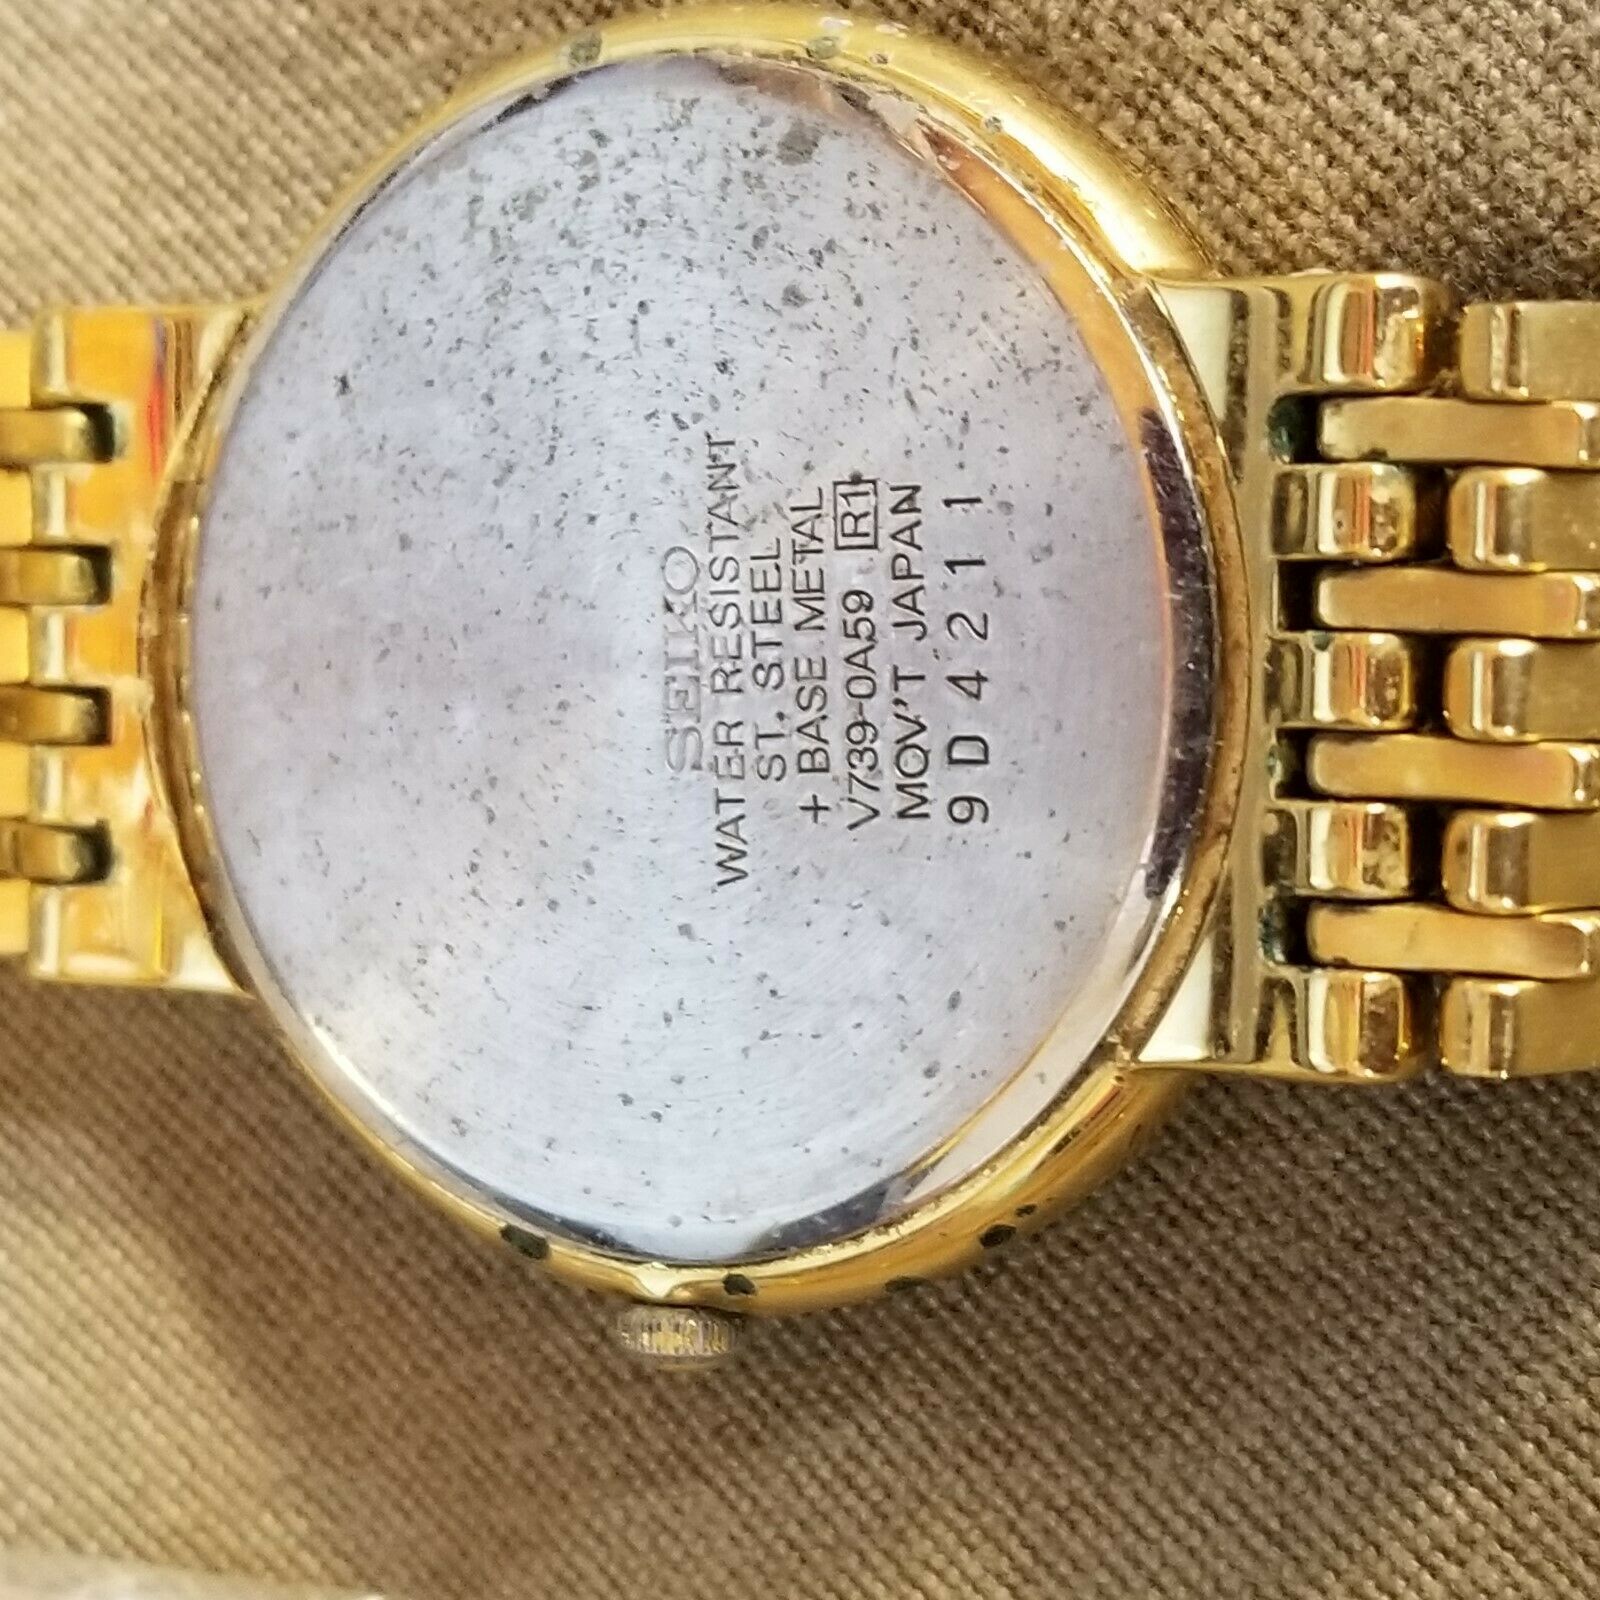 SEIKO
WATER RESISTANT
ST. STEEL
+ BASE METAL
V739-0A59 R1
MOV'T JAPAN
9D4211